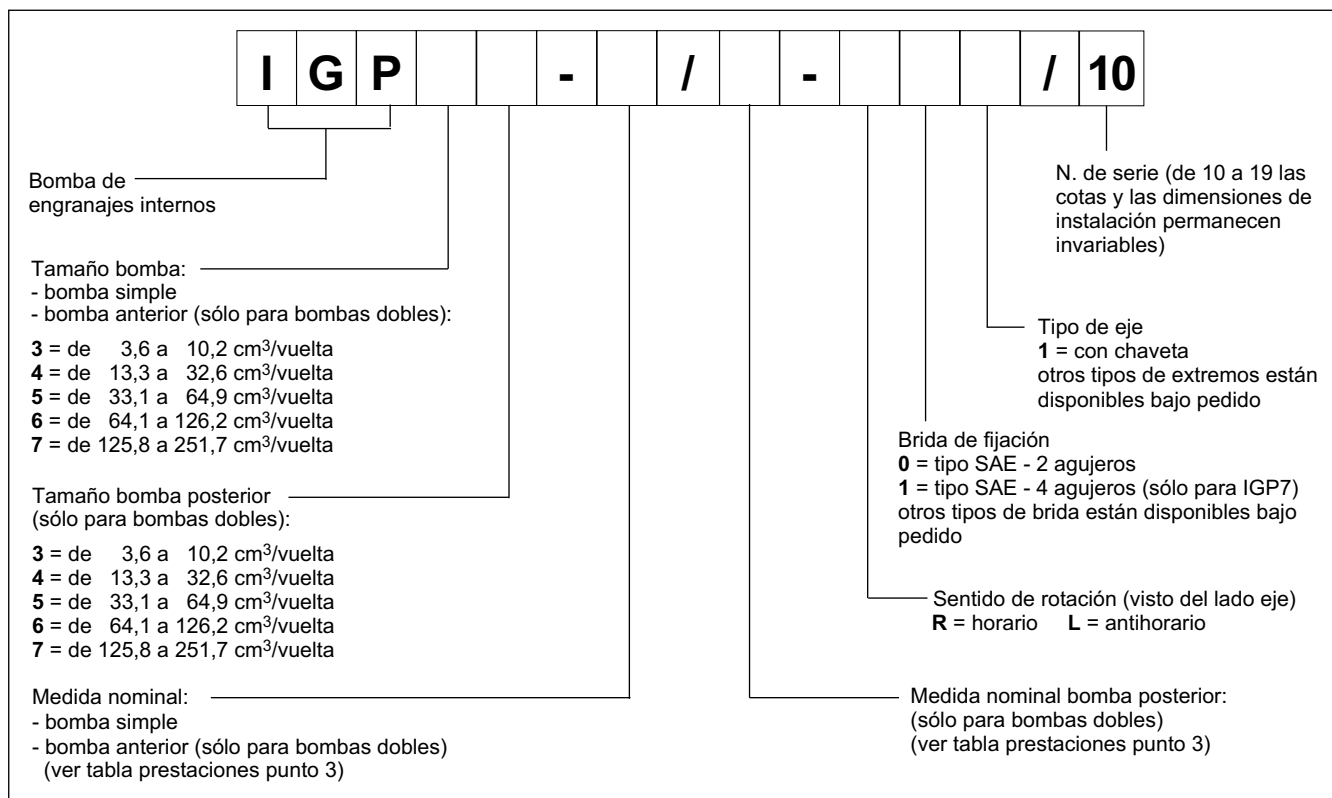 I G P - / - / 10
Bomba de
engranajes internos
N. de serie (de 10 a 19 las
cotas y las dimensiones de
instalación permanecen
invariables)
Tamaño bomba:
- bomba simple
- bomba anterior (sólo para bombas dobles):
3 = de 3,6 a 10,2 cm³/vuelta
4 = de 13,3 a 32,6 cm³/vuelta
5 = de 33,1 a 64,9 cm³/vuelta
6 = de 64,1 a 126,2 cm³/vuelta
7 = de 125,8 a 251,7 cm³/vuelta
Tipo de eje
1 = con chaveta
otros tipos de extremos están
disponibles bajo pedido
Brida de fijación
0 = tipo SAE - 2 agujeros
1 = tipo SAE - 4 agujeros (sólo para IGP7)
otros tipos de brida están disponibles bajo
pedido
Tamaño bomba posterior
(sólo para bombas dobles):
3 = de 3,6 a 10,2 cm³/vuelta
4 = de 13,3 a 32,6 cm³/vuelta
5 = de 33,1 a 64,9 cm³/vuelta
6 = de 64,1 a 126,2 cm³/vuelta
7 = de 125,8 a 251,7 cm³/vuelta
Sentido de rotación (visto del lado eje)
R = horario L = antihorario
Medida nominal:
- bomba simple
- bomba anterior (sólo para bombas dobles)
(ver tabla prestaciones punto 3)
Medida nominal bomba posterior:
(sólo para bombas dobles)
(ver tabla prestaciones punto 3)